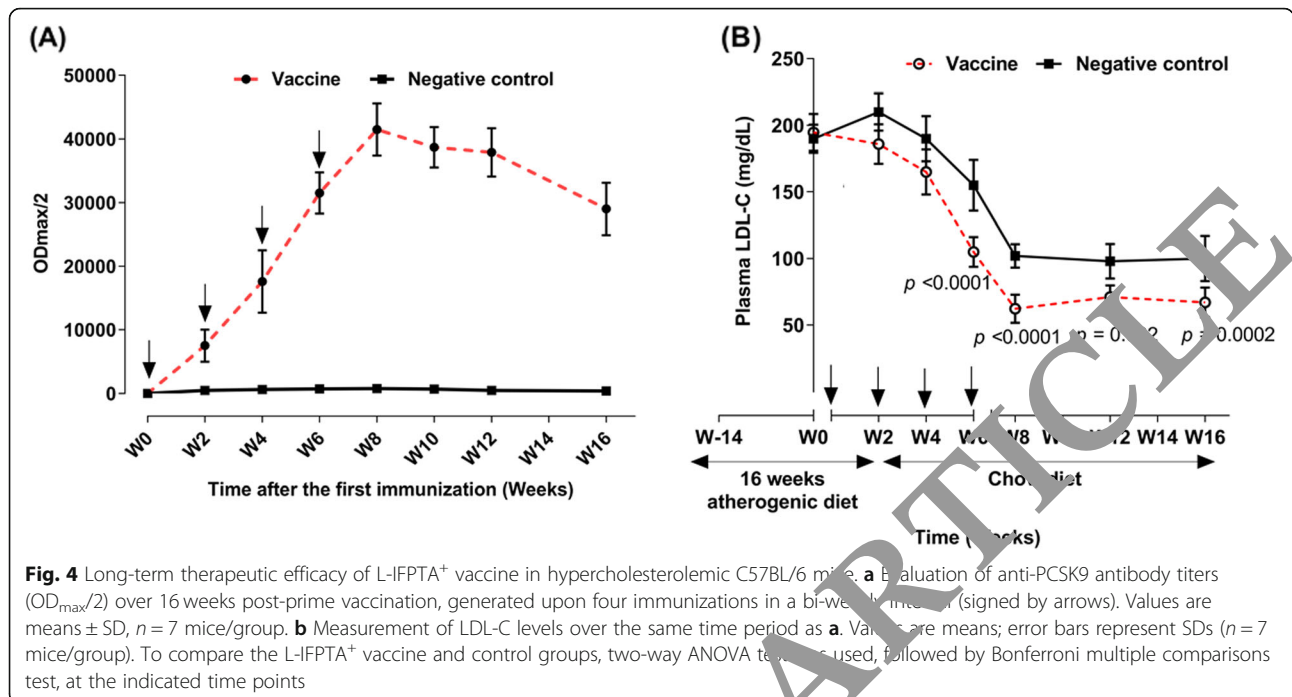 (A)
Vaccine Negative control
50000
40000
30000
20000
10000
0
ODmax/2
W0 W2 W4 W6 W8 W10 W12 W14 W16
Time after the first immunization (Weeks)
(B)
Vaccine Negative control
250
200
150
100
50
Plasma LDL-C (mg/dL)
p <0.0001
p <0.0001 p = 0.0002
W-14 W0 W2 W4 W8 W14 W16
16 weeks
atherogenic diet
diet
Time
ARTICLE
Fig. 4 Long-term therapeutic efficacy of L-IFPTA⁺ vaccine in hypercholesterolemic C57BL/6 mice. a Evaluation of anti-PCSK9 antibody titers
(ODmax/2) over 16 weeks post-prime vaccination, generated upon four immunizations in a (signed by arrows). Values are
means ± SD, n = 7 mice/group. b Measurement of LDL-C levels over the same time period as a. are means; error bars represent SDs (n = 7
mice/group). To compare the L-IFPTA⁺ vaccine and control groups, two-way ANOVA used, followed by Bonferroni multiple comparisons
test, at the indicated time points